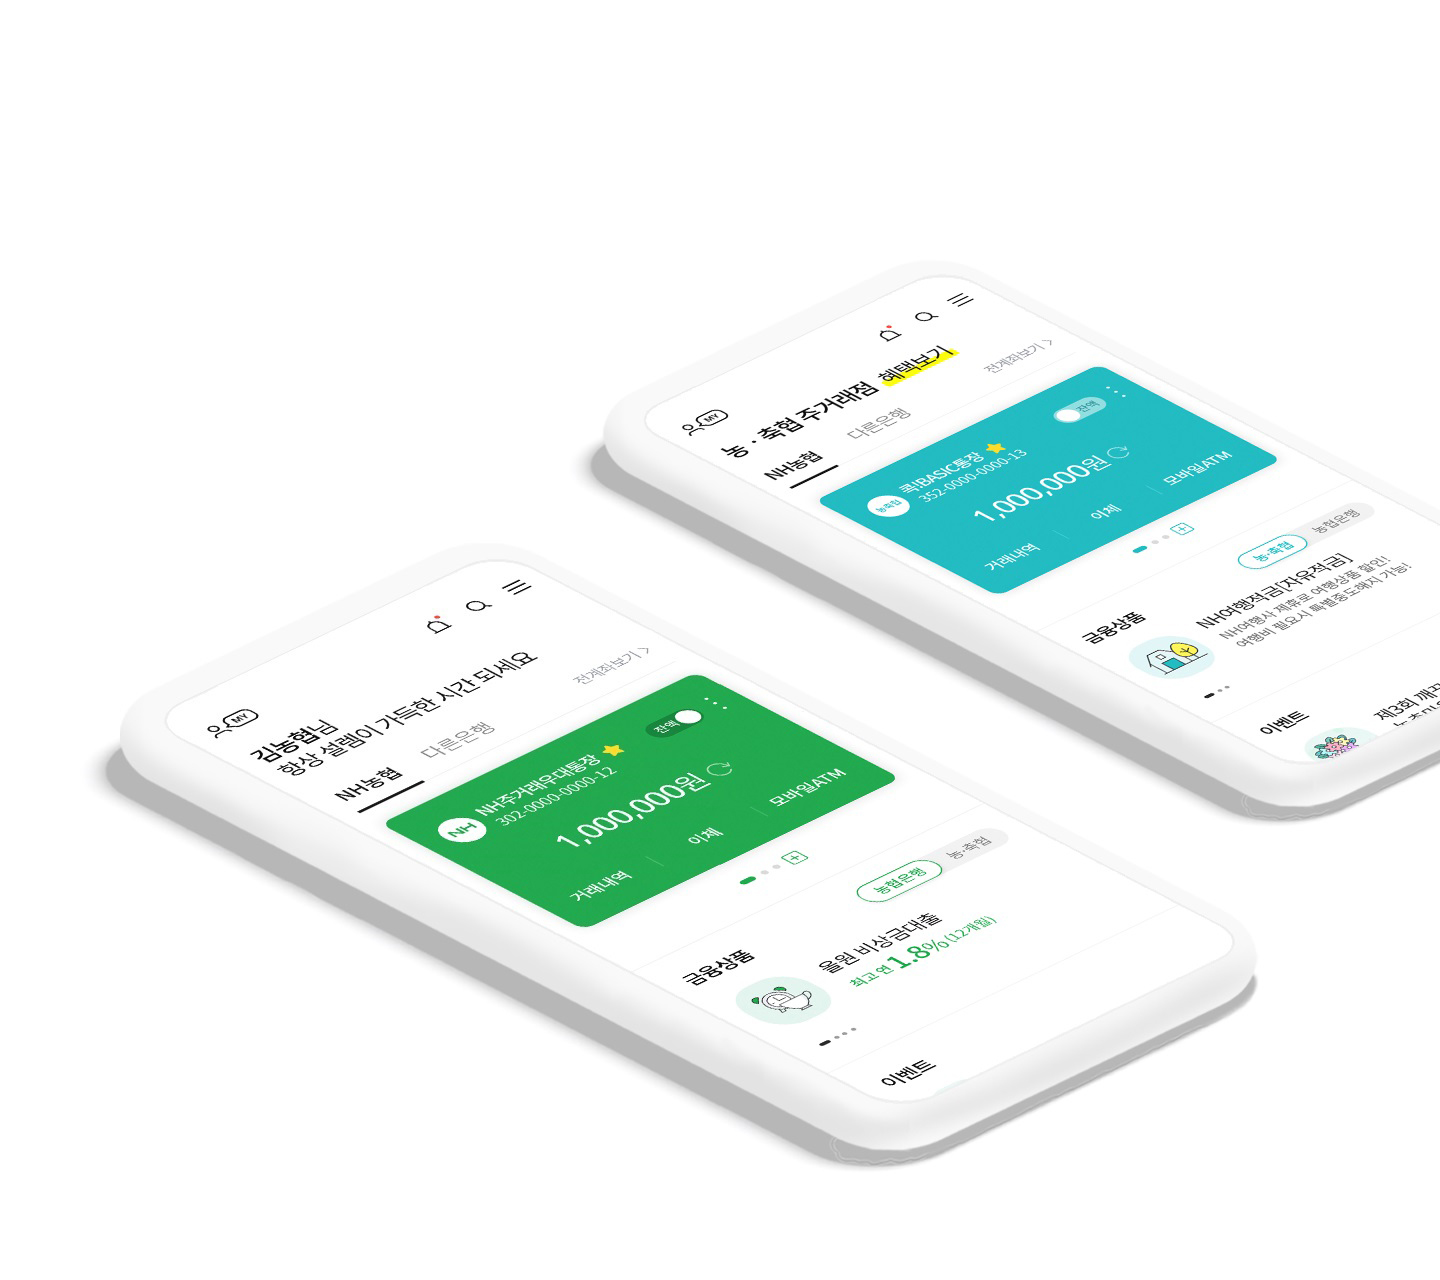 MY
김농협님
항상 설렘이 가득한 시간 되세요
NH농협 다른은행 전계좌보기
NH NH주거래우대통장
302-0000-0000-12
잔액
1,000,000원
거래내역 이체 모바일ATM
금융상품 농협은행 농·축협
올원 비상금대출
최고 연 1.8% (12개월)
이벤트
MY
농·축협 주거래점 혜택보기
NH농협 다른은행 전계좌보기
농축협 콕!BASIC통장
352-0000-0000-13
잔액
1,000,000원
거래내역 이체 모바일ATM
금융상품 농·축협 농협은행
NH여행적금[자유적금]
NH여행사 제휴로 여행상품 할인!
여행비 필요시 특별중도해지 가능!
이벤트
제3회